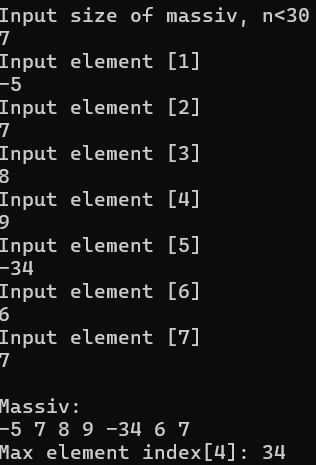 Input size of massiv, n<30
7
Input element [1]
-5
Input element [2]
7
Input element [3]
8
Input element [4]
9
Input element [5]
-34
Input element [6]
6
Input element [7]
7
Massiv:
-5 7 8 9 -34 6 7
Max element index[4]: 34